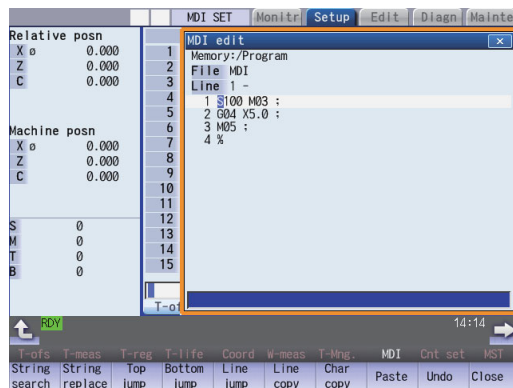 MDI SET Monitr Setup Edit Diagn Mainte
Relative posn
X ø 0.000
Z 0.000
C 0.000
Machine posn
X ø 0.000
Z 0.000
C 0.000
S 0
M 0
T 0
B 0
1
2
3
4
5
6
7
8
9
10
11
12
13
14
15
T-of
MDI edit
Memory:/Program
File MDI
Line 1 -
1 S100 M03 ;
2 G04 X5.0 ;
3 M05 ;
4 %
RDY 14:14
T-ofs T-meas T-reg T-life Coord W-meas T-Mng. MDI Cnt set MST
String search
String replace
Top jump
Bottom jump
Line jump
Line copy
Char copy
Paste
Undo
Close